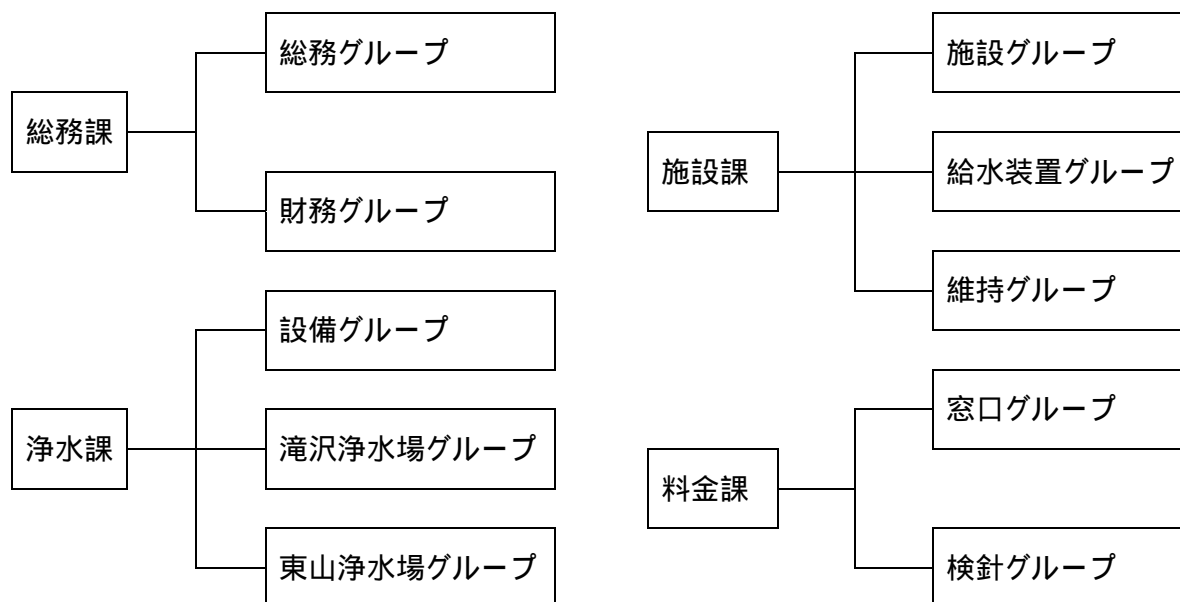 総務課
総務グループ
財務グループ
浄水課
設備グループ
滝沢浄水場グループ
東山浄水場グループ
施設課
施設グループ
給水装置グループ
維持グループ
料金課
窓口グループ
検針グループ